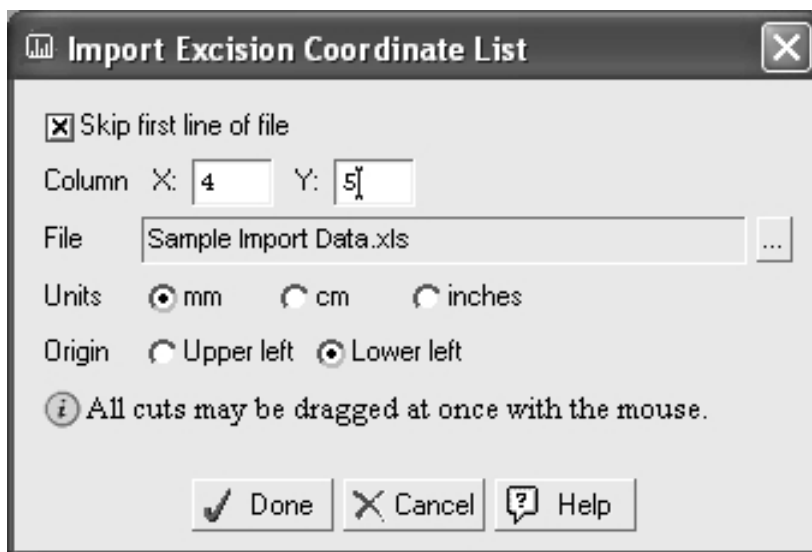 Import Excision Coordinate List
Skip first line of file
Column X: 4 Y: 5
File Sample Import Data.xls ...
Units mm cm inches
Origin Upper left Lower left
All cuts may be dragged at once with the mouse.
Done Cancel Help